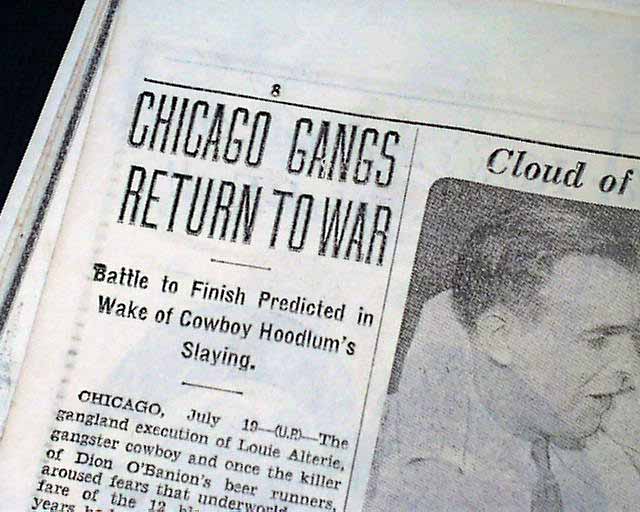 8
CHICAGO GANGS
RETURN TO WAR
Battle to Finish Predicted in
Wake of Cowboy Hoodlum's
Slaying.
CHICAGO, July 19—(U.P.)—The
gangland execution of Louie Alterie,
gangster cowboy and once the killer
of Dion O'Banion's beer runners,
aroused fears that underworld
fare of the 12
years
Cloud of